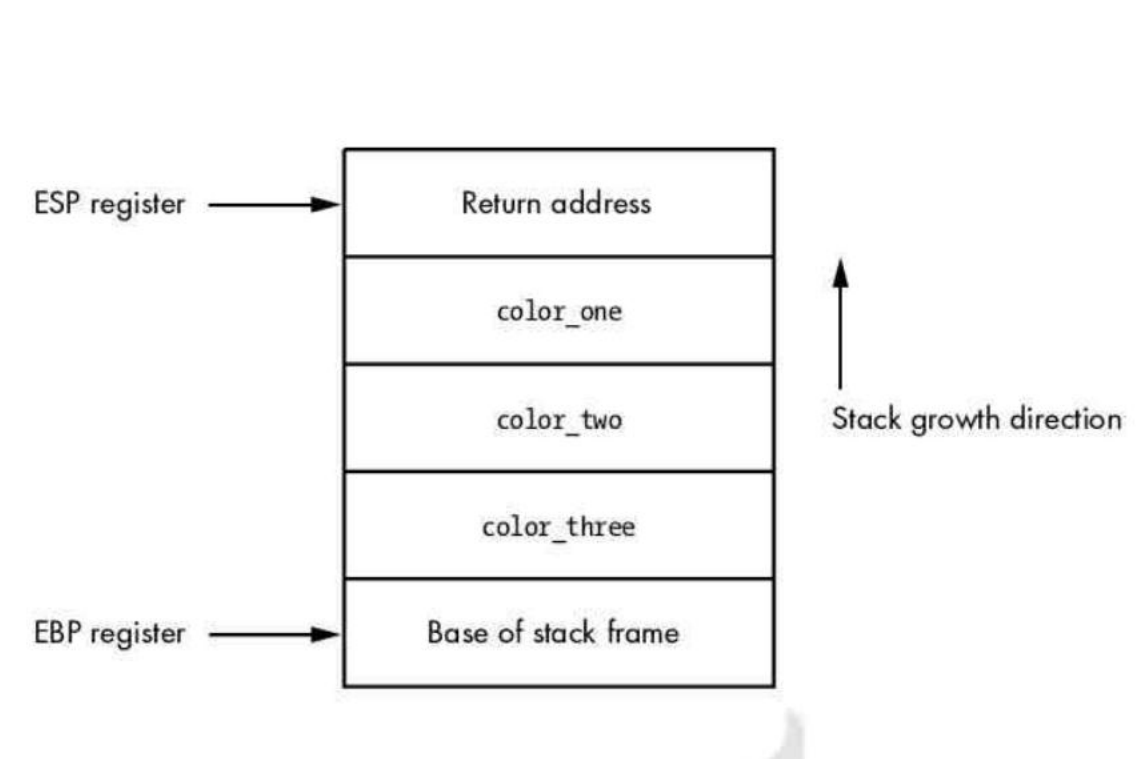 ESP register
Return address
color_one
color_two
Stack growth direction
color_three
EBP register
Base of stack frame